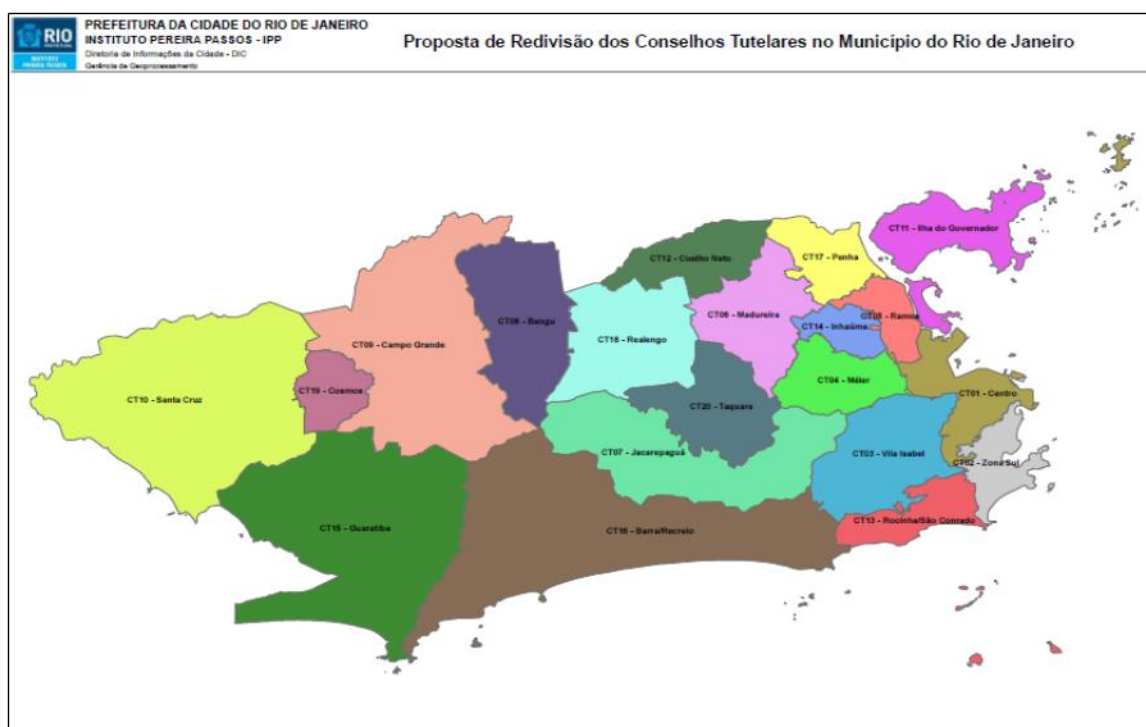 RIO
PREFEITURA
INSTITUTO
PEREIRA PASSOS
PREFEITURA DA CIDADE DO RIO DE JANEIRO
INSTITUTO PEREIRA PASSOS - IPP
Diretoria de Informações da Cidade - DIC
Gerência de Geoprocessamento
Proposta de Redivisão dos Conselhos Tutelares no Município do Rio de Janeiro
CT11 - Ilha do Governador
CT12 - Coelho Neto
CT17 - Penha
CT06 - Madureira
CT05 - Ramos
CT08 - Bangu
CT14 - Inhaúma
CT18 - Realengo
CT09 - Campo Grande
CT04 - Méier
CT19 - Cosmos
CT01 - Centro
CT10 - Santa Cruz
CT20 - Taquara
CT07 - Jacarepaguá
CT03 - Vila Isabel
CT02 - Zona Sul
CT15 - Guaratiba
CT13 - Rocinha/São Conrado
CT16 - Barra/Recreio